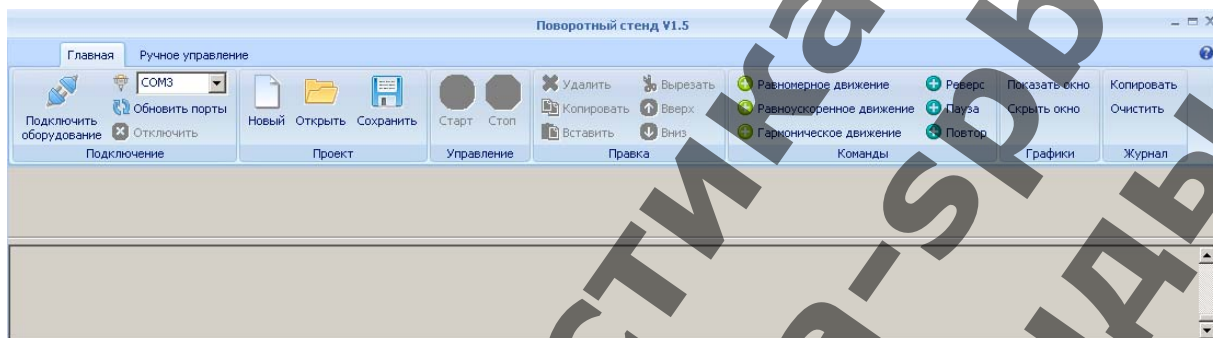 Поворотный стенд V1.5
Главная Ручное управление
Подключить оборудование
COM3
Обновить порты
Отключить
Подключение
Новый Открыть Сохранить
Проект
Старт Стоп
Управление
Удалить Вырезать
Копировать Вверх
Вставить Вниз
Правка
Равномерное движение Реверс
Равноускоренное движение Пауза
Гармоническое движение Повтор
Команды
Показать окно
Скрыть окно
Графики
Копировать
Очистить
Журнал